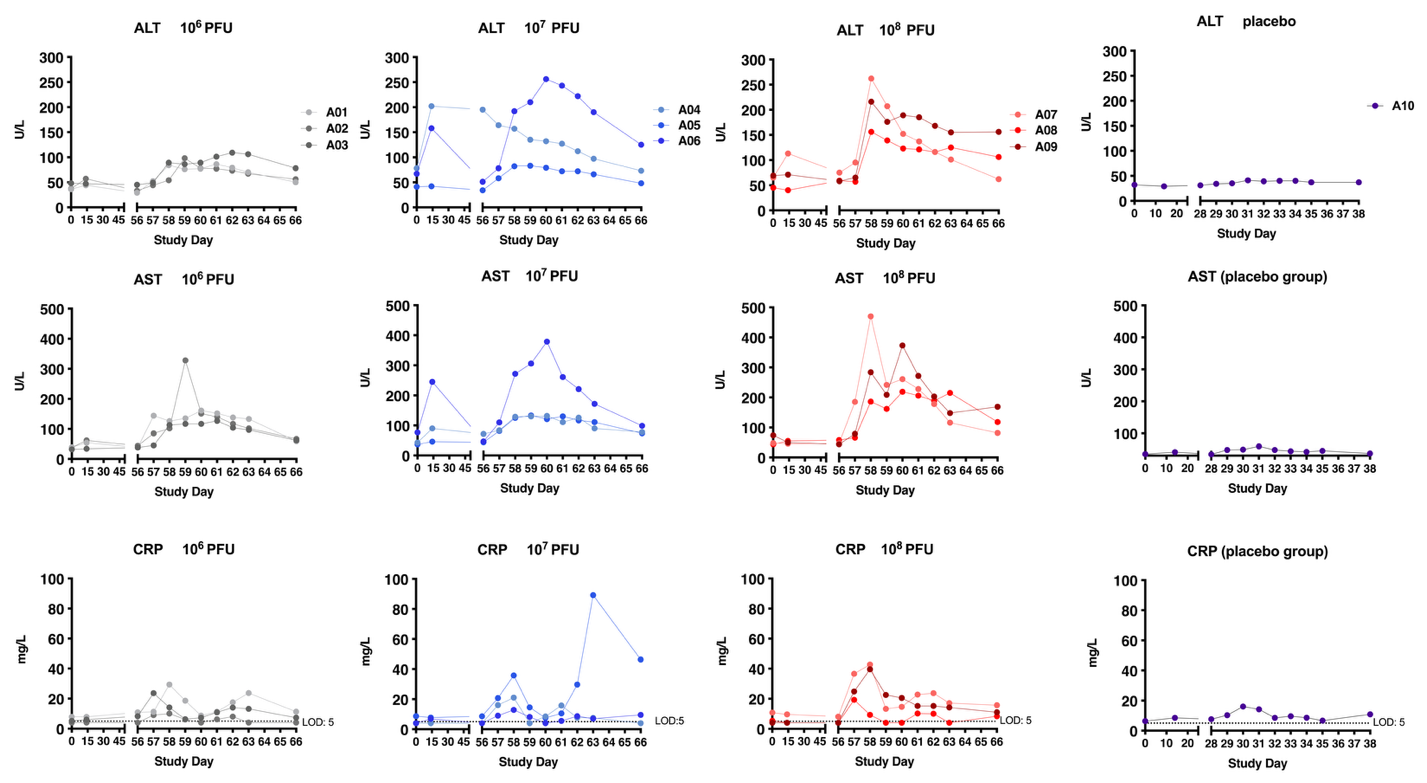 ALT 10⁶ PFU
300
250
200
150
100
50
0
U/L
0 15 30 45 56 57 58 59 60 61 62 63 64 65 66
Study Day
A01
A02
A03
ALT 10⁷ PFU
300
250
200
150
100
50
0
U/L
0 15 30 45 56 57 58 59 60 61 62 63 64 65 66
Study Day
A04
A05
A06
ALT 10⁸ PFU
300
250
200
150
100
50
0
U/L
0 15 30 45 56 57 58 59 60 61 62 63 64 65 66
Study Day
A07
A08
A09
ALT placebo
300
250
200
150
100
50
0
U/L
0 10 20 28 29 30 31 32 33 34 35 36 37 38
Study Day
A10
AST 10⁶ PFU
500
400
300
200
100
0
U/L
0 15 30 45 56 57 58 59 60 61 62 63 64 65 66
Study Day
AST 10⁷ PFU
500
400
300
200
100
0
U/L
0 15 30 45 56 57 58 59 60 61 62 63 64 65 66
Study Day
AST 10⁸ PFU
500
400
300
200
100
0
U/L
0 15 30 45 56 57 58 59 60 61 62 63 64 65 66
Study Day
AST (placebo group)
500
400
300
200
100
U/L
0 10 20 28 29 30 31 32 33 34 35 36 37 38
Study Day
CRP 10⁶ PFU
100
80
60
40
20
0
mg/L
0 15 30 45 56 57 58 59 60 61 62 63 64 65 66
LOD: 5
Study Day
CRP 10⁷ PFU
100
80
60
40
20
0
mg/L
0 15 30 45 56 57 58 59 60 61 62 63 64 65 66
LOD:5
Study Day
CRP 10⁸ PFU
100
80
60
40
20
0
mg/L
0 15 30 45 56 57 58 59 60 61 62 63 64 65 66
LOD: 5
Study Day
CRP (placebo group)
100
80
60
40
20
0
mg/L
0 10 20 28 29 30 31 32 33 34 35 36 37 38
LOD: 5
Study Day